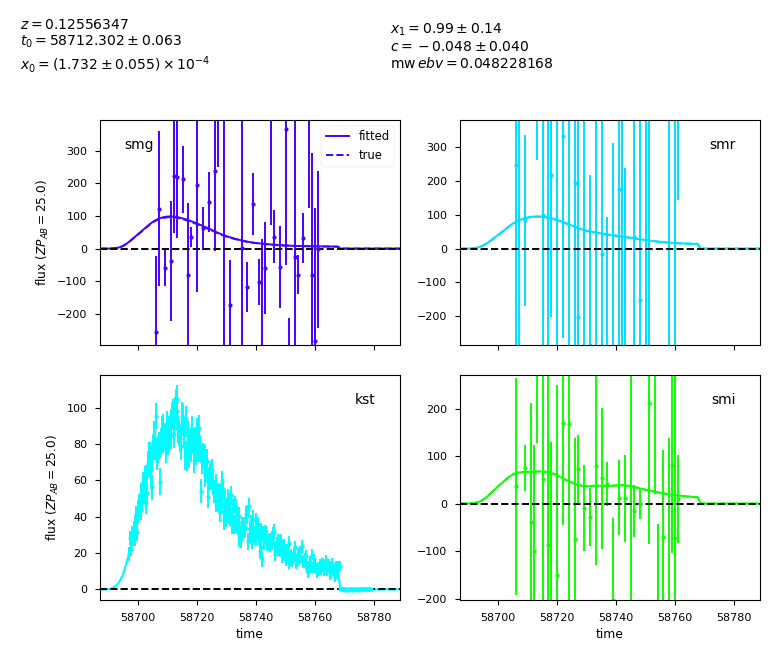 z = 0.12556347
t₀ = 58712.302 ± 0.063
x₀ = (1.732 ± 0.055) × 10⁻⁴
x₁ = 0.99 ± 0.14
c = −0.048 ± 0.040
mw ebv = 0.048228168
smg
fitted
true
flux (ZP_AB = 25.0)
300
200
100
0
−100
−200
smr
300
200
100
0
−100
−200
kst
flux (ZP_AB = 25.0)
100
80
60
40
20
0
58700 58720 58740 58760 58780
time
smi
200
100
0
−100
−200
58700 58720 58740 58760 58780
time